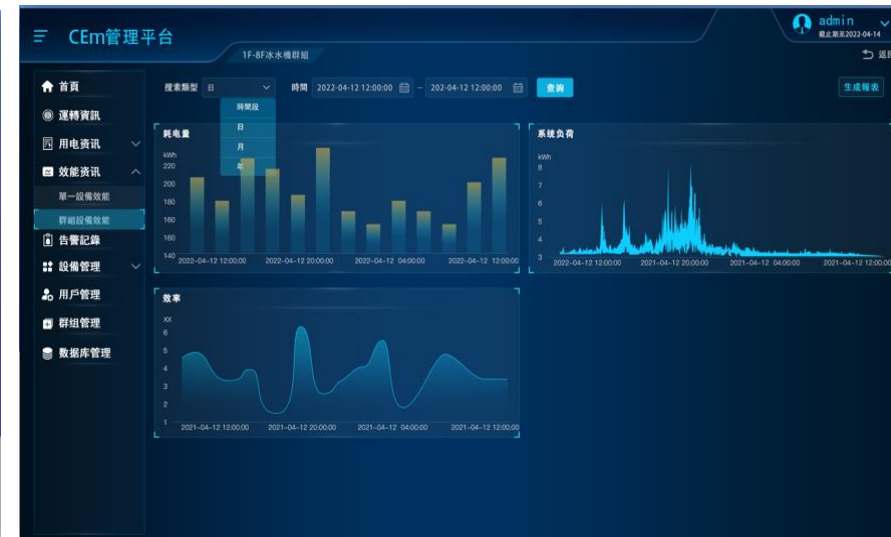 CEm管理平台
admin
截止期至2022-04-14
1F-8F冰水機群組
返回
首頁
運轉資訊
用电资讯
效能资讯
單一設備效能
群組設備效能
告警記錄
設備管理
用戶管理
群组管理
数据库管理
搜索類型 日 時間 2022-04-12 12:00:00 – 202-04-12 12:00:00 查詢 生成報表
時間段
日
月
年
耗电量
kWh
220
200
180
160
160
140
2022-04-12 12:00:00 2022-04-12 20:00:00 2022-04-12 04:00:00 2022-04-12 12:00:00
系统负荷
kWh
8
7
6
5
4
3
2022-04-12 12:00:00 2021-04-12 20:00:00 2021-04-12 04:00:00 2021-04-12 12:00:00
效率
XX
6
5
4
3
2
1
2021-04-12 12:00:00 2021-04-12 20:00:00 2021-04-12 04:00:00 2021-04-12 12:00:00